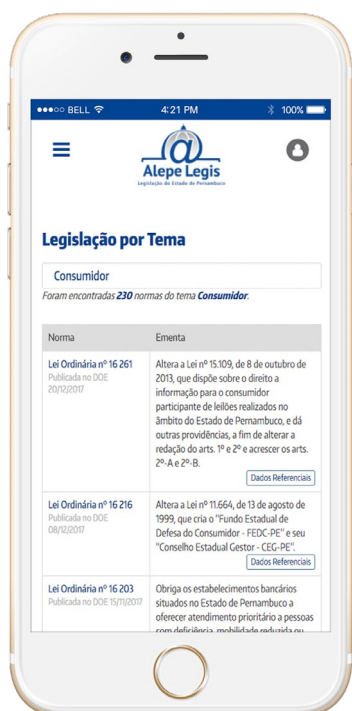 BELL 4:21 PM 100%
Alepe Legis
Legislação do Estado de Pernambuco
Legislação por Tema
Consumidor
Foram encontradas 230 normas do tema Consumidor.
Norma Ementa
Lei Ordinária nº 16 261
Publicada no DOE
20/12/2017
Altera a Lei nº 15.109, de 8 de outubro de
2013, que dispõe sobre o direito a
informação para o consumidor
participante de leilões realizados no
âmbito do Estado de Pernambuco, e dá
outras providências, a fim de alterar a
redação do arts. 1º e 2º e acrescer os arts.
2º-A e 2º-B.
Dados Referenciais
Lei Ordinária nº 16 216
Publicada no DOE
08/12/2017
Altera a Lei nº 11.664, de 13 de agosto de
1999, que cria o "Fundo Estadual de
Defesa do Consumidor - FEDC-PE" e seu
"Conselho Estadual Gestor - CEG-PE".
Dados Referenciais
Lei Ordinária nº 16 203
Publicada no DOE 15/11/2017
Obriga os estabelecimentos bancários
situados no Estado de Pernambuco a
oferecer atendimento prioritário a pessoas
com deficiência, mobilidade reduzida ou